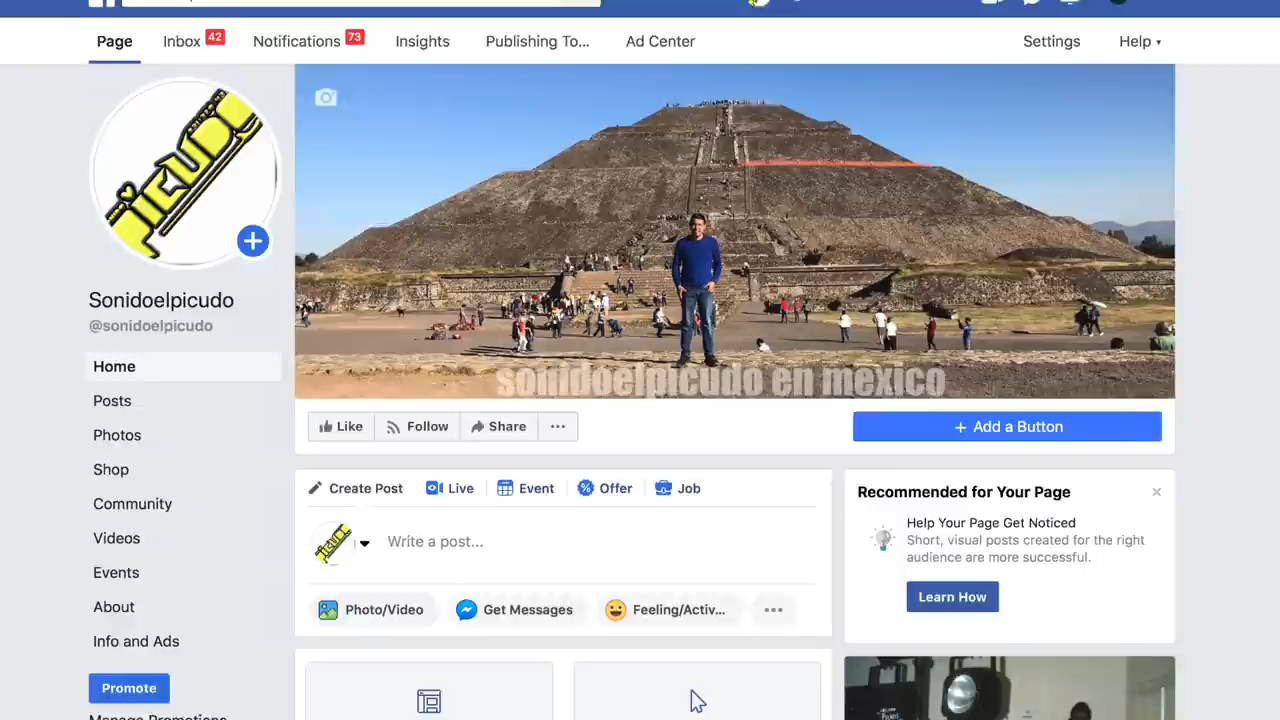 Page
Inbox 42
Notifications 73
Insights
Publishing To...
Ad Center
Settings
Help
PICUDO
Sonidoelpicudo
@sonidoelpicudo
Home
Posts
Photos
Shop
Community
Videos
Events
About
Info and Ads
Promote
Manage Promotions
sonidoelpicudo en mexico
Like
Follow
Share
...
+ Add a Button
Create Post
Live
Event
Offer
Job
Write a post...
Photo/Video
Get Messages
Feeling/Activ...
...
Recommended for Your Page
Help Your Page Get Noticed
Short, visual posts created for the right
audience are more successful.
Learn How